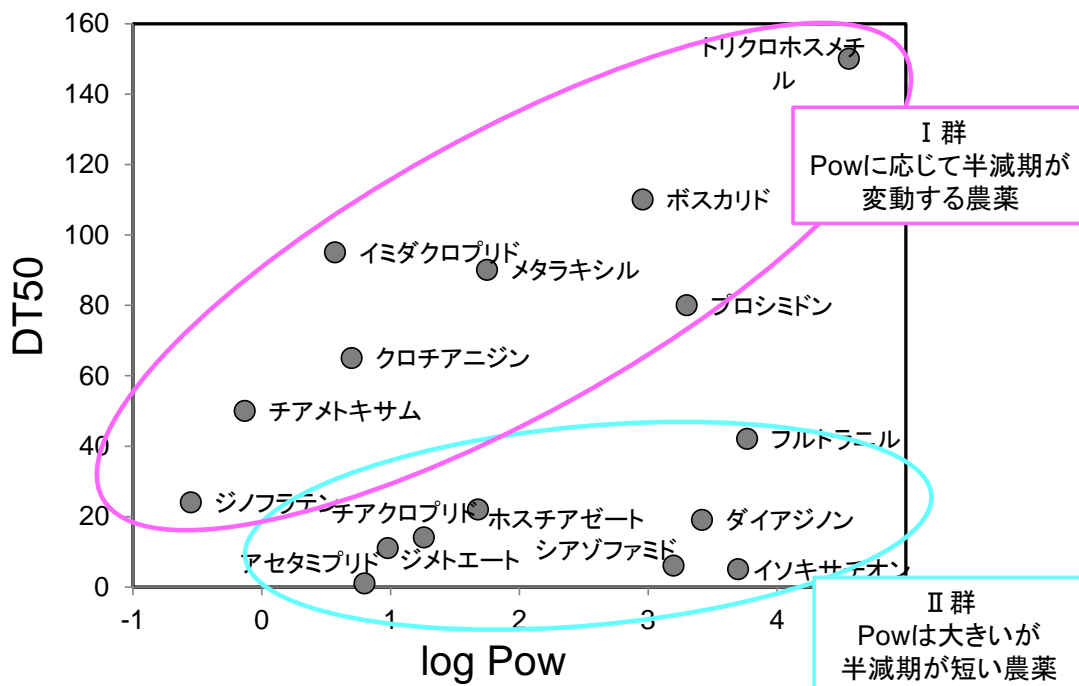 160
140
120
100
80
60
40
20
0
DT50
-1
0
1
2
3
4
log Pow
トリクロホスメチ
ル
ボスカリド
イミダクロプリド
メタラキシル
プロシミドン
クロチアニジン
チアメトキサム
フルトラニル
ジノフラテン
チアクロプリド
ホスチアゼート
ダイアジノン
アセタミプリド
ジメトエート
シアゾファミド
イソキサチオン
Ⅰ群
Powに応じて半減期が
変動する農薬
Ⅱ群
Powは大きいが
半減期が短い農薬